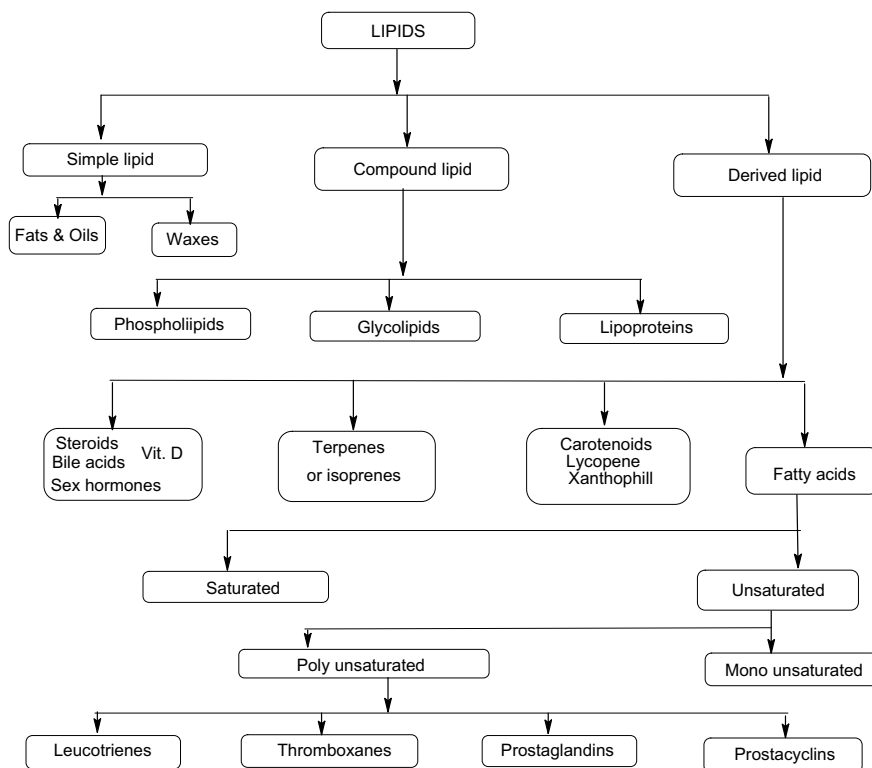 LIPIDS
Simple lipid
Compound lipid
Derived lipid
Fats & Oils
Waxes
Phospholiipids
Glycolipids
Lipoproteins
Steroids
Bile acids
Vit. D
Sex hormones
Terpenes
or isoprenes
Carotenoids
Lycopene
Xanthophill
Fatty acids
Saturated
Unsaturated
Poly unsaturated
Mono unsaturated
Leucotrienes
Thromboxanes
Prostaglandins
Prostacyclins